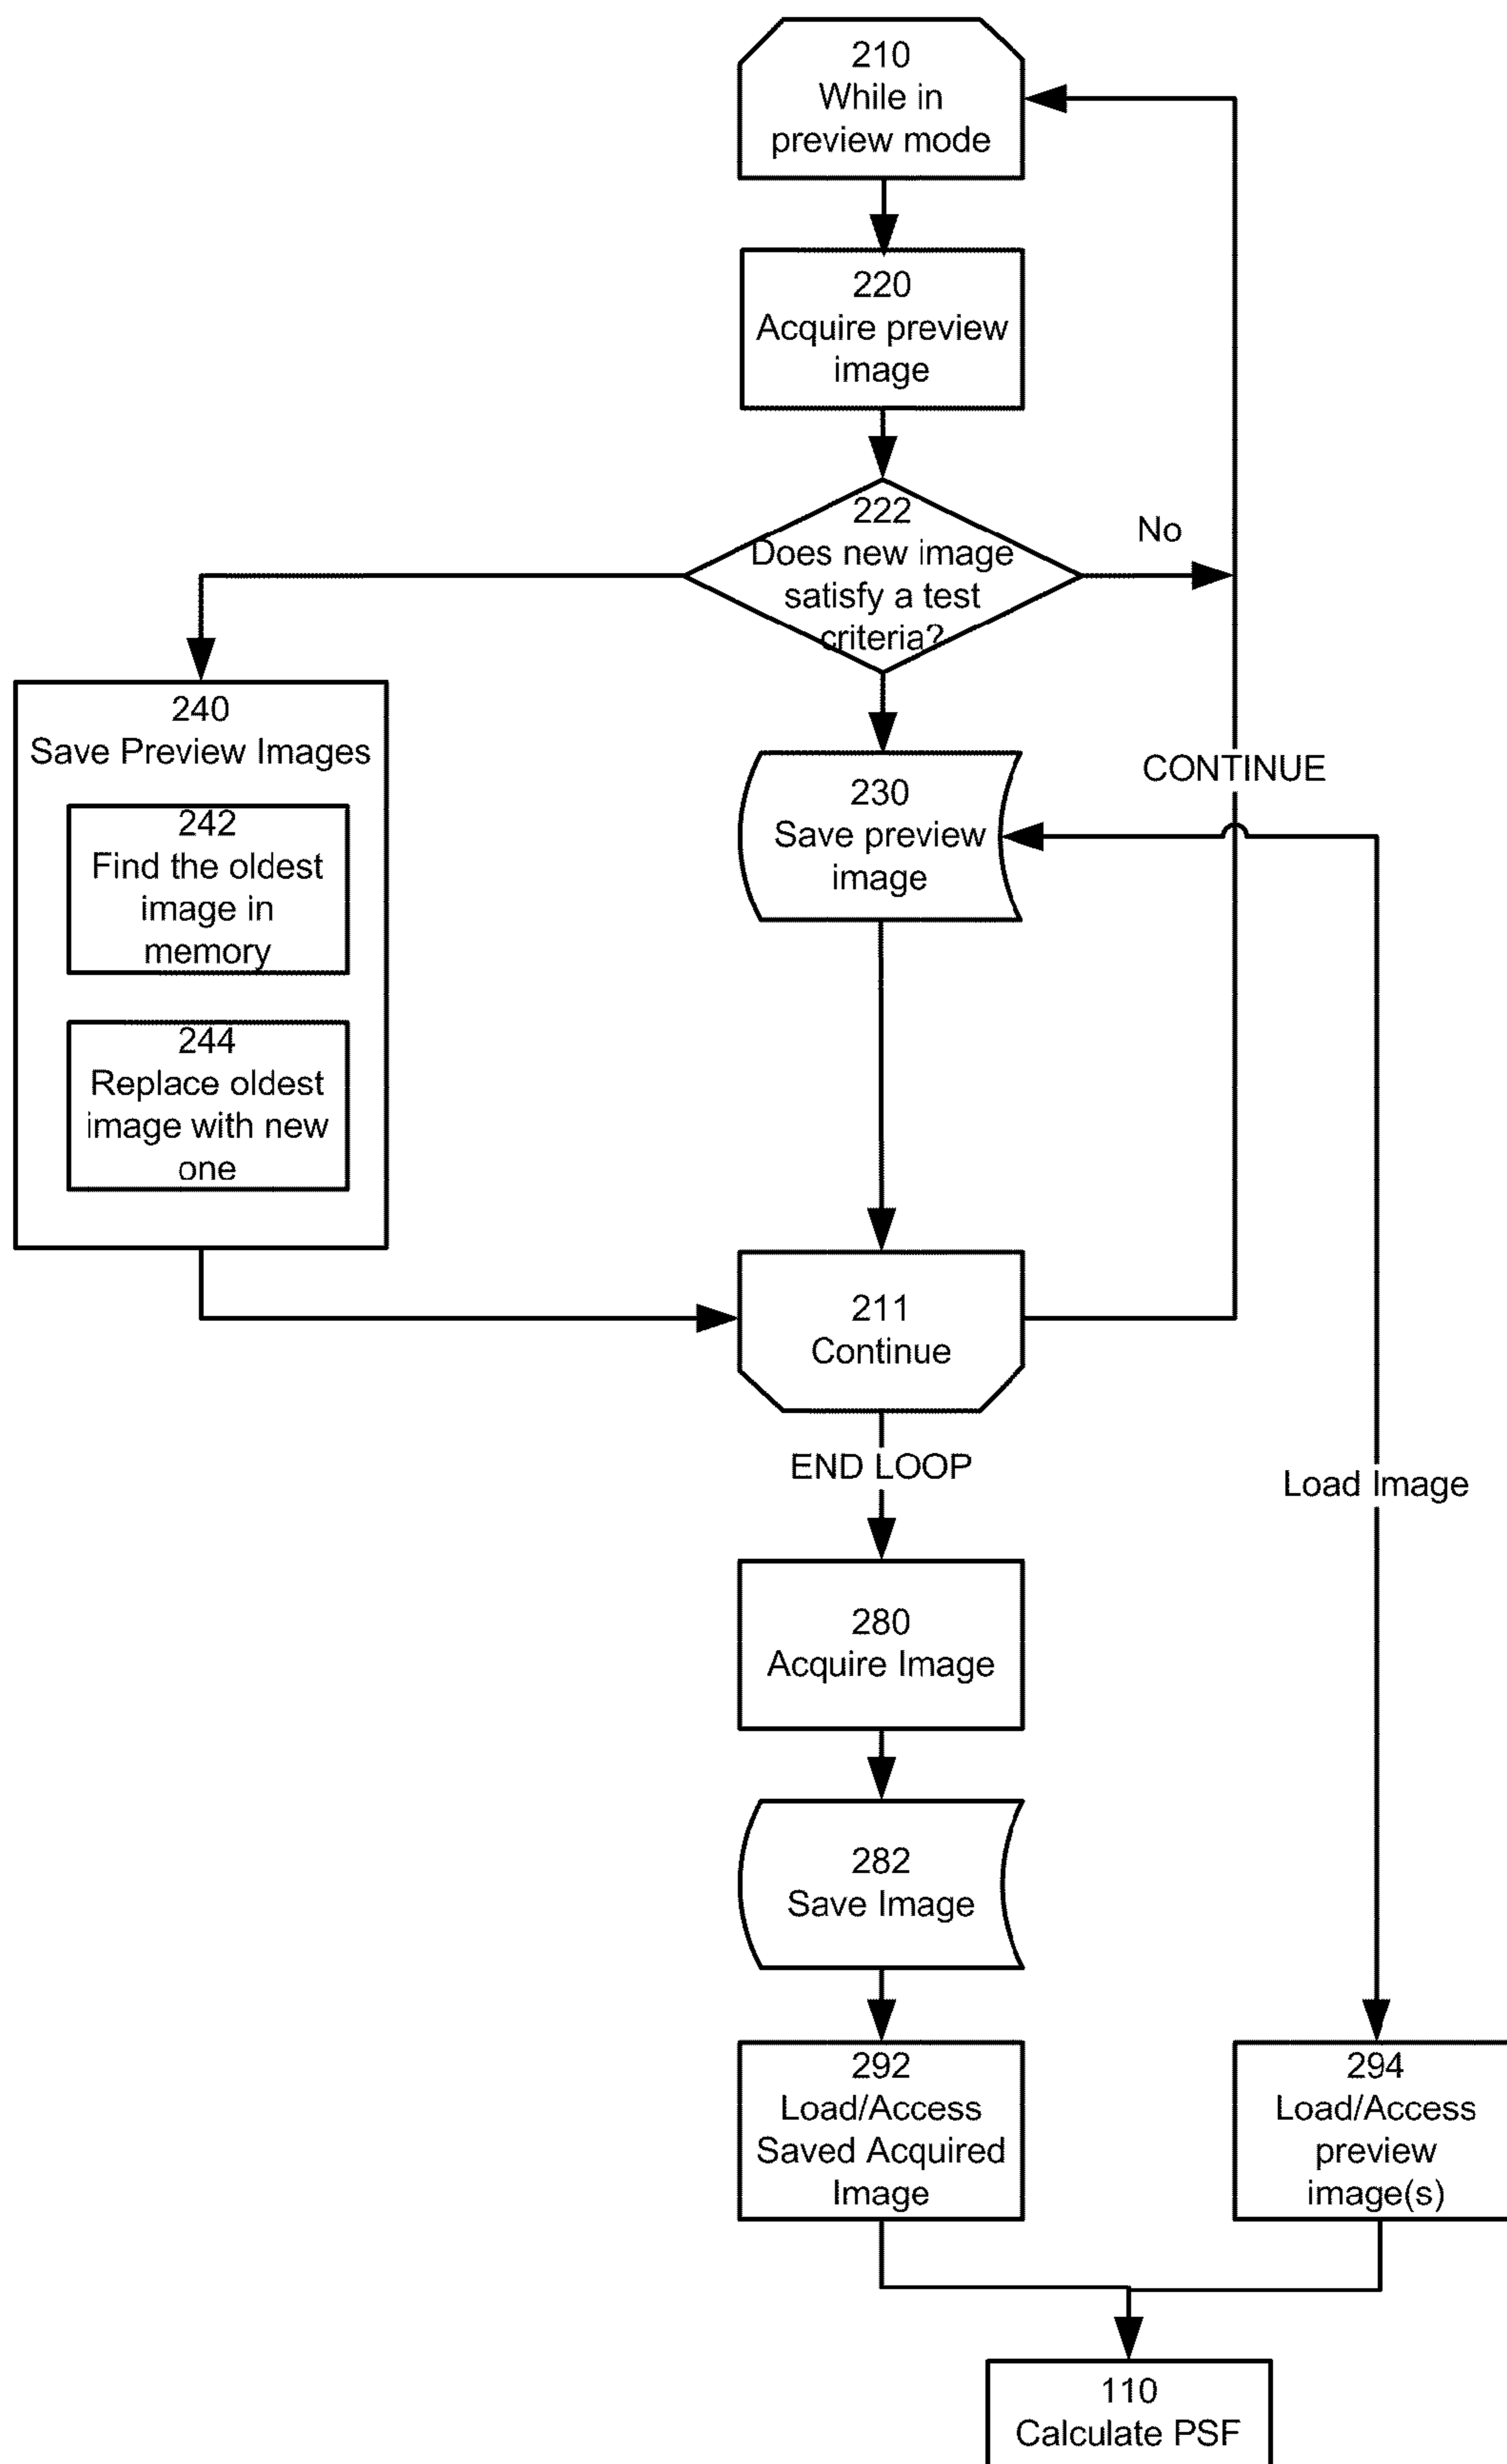 210
While in
preview mode
220
Acquire preview
image
222
Does new image
satisfy a test
criteria?
No
240
Save Preview Images
242
Find the oldest
image in
memory
244
Replace oldest
image with new
one
230
Save preview
image
CONTINUE
211
Continue
END LOOP
Load Image
280
Acquire Image
282
Save Image
292
Load/Access
Saved Acquired
Image
294
Load/Access
preview
image(s)
110
Calculate PSF